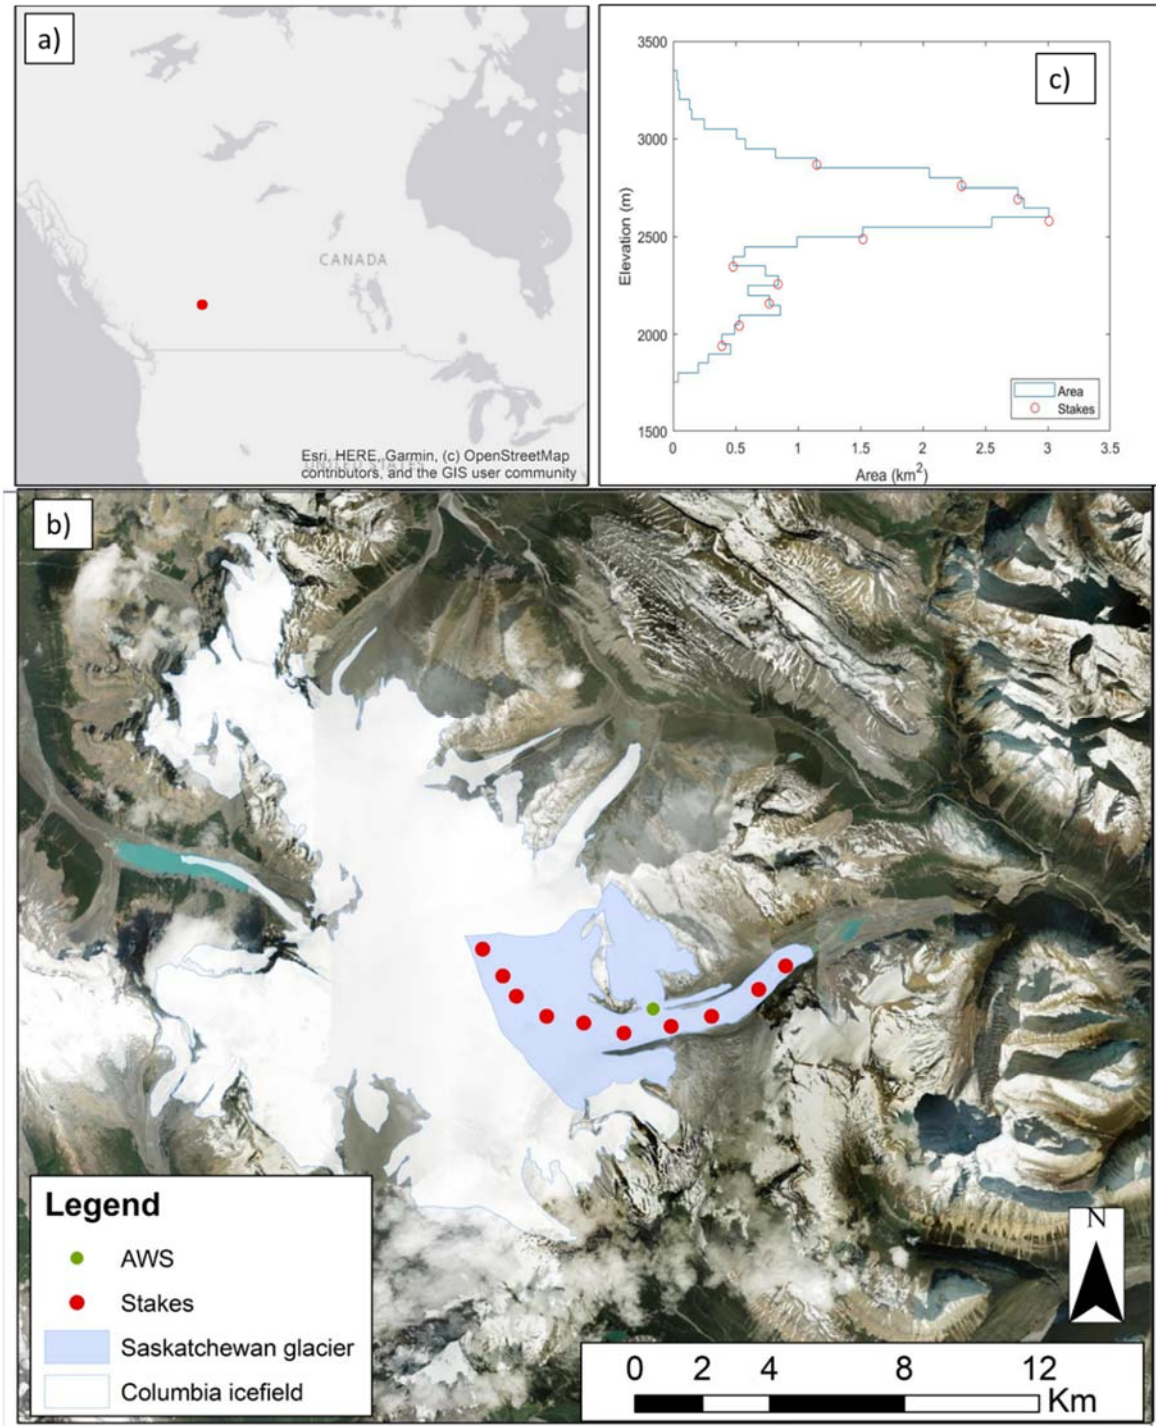 a)
CANADA
UNITED STATES
Esri, HERE, Garmin, (c) OpenStreetMap
contributors, and the GIS user community
c)
3500
3000
2500
2000
1500
Elevation (m)
0
0.5
1
1.5
2
2.5
3
3.5
Area (km²)
Area
Stakes
b)
Legend
AWS
Stakes
Saskatchewan glacier
Columbia icefield
N
0 2 4 8 12
Km